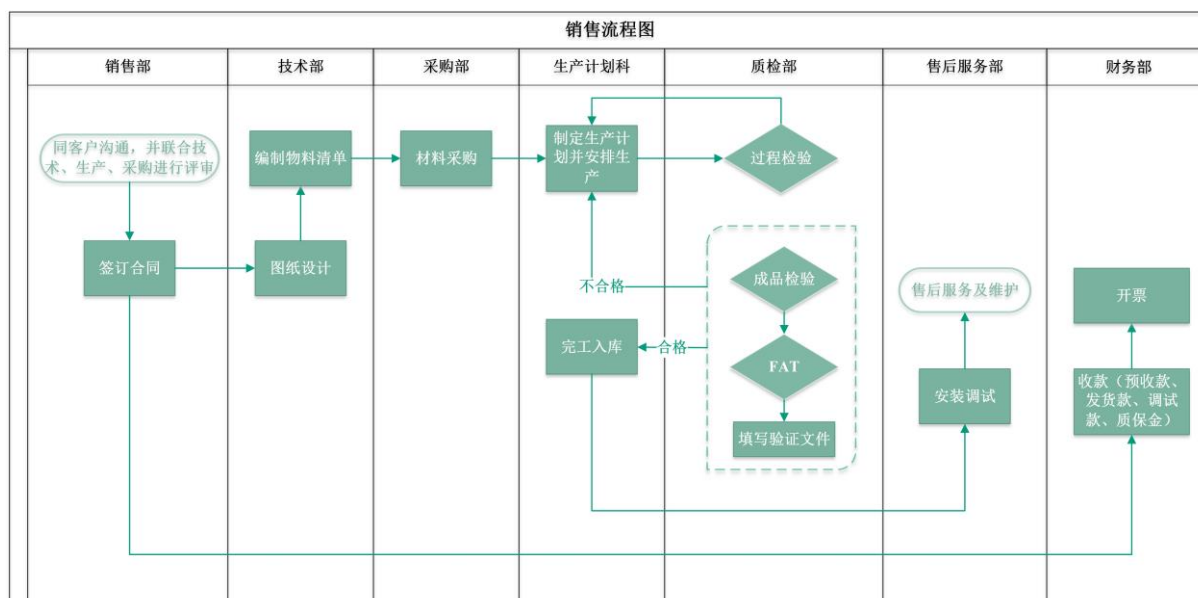 销售流程图
销售部
技术部
采购部
生产计划科
质检部
售后服务部
财务部
同客户沟通，并联合技
术、生产、采购进行评审
编制物料清单
材料采购
制定生产计
划并安排生
产
过程检验
签订合同
图纸设计
不合格
成品检验
售后服务及维护
开票
完工入库
合格
FAT
安装调试
收款（预收款、
发货款、调试
款、质保金）
填写验证文件